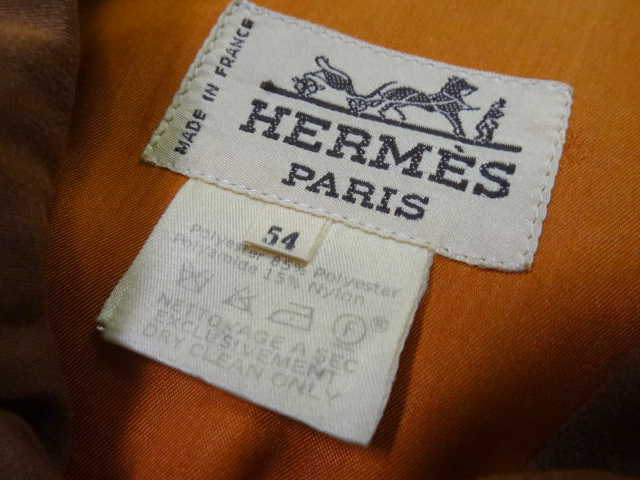 MADE IN FRANCE
HERMÈS
PARIS
54
Polyester 85% Polyester
Polyamide 15% Nylon
F ®
NETTOYAGE A SEC
EXCLUSIVEMENT
DRY CLEAN ONLY